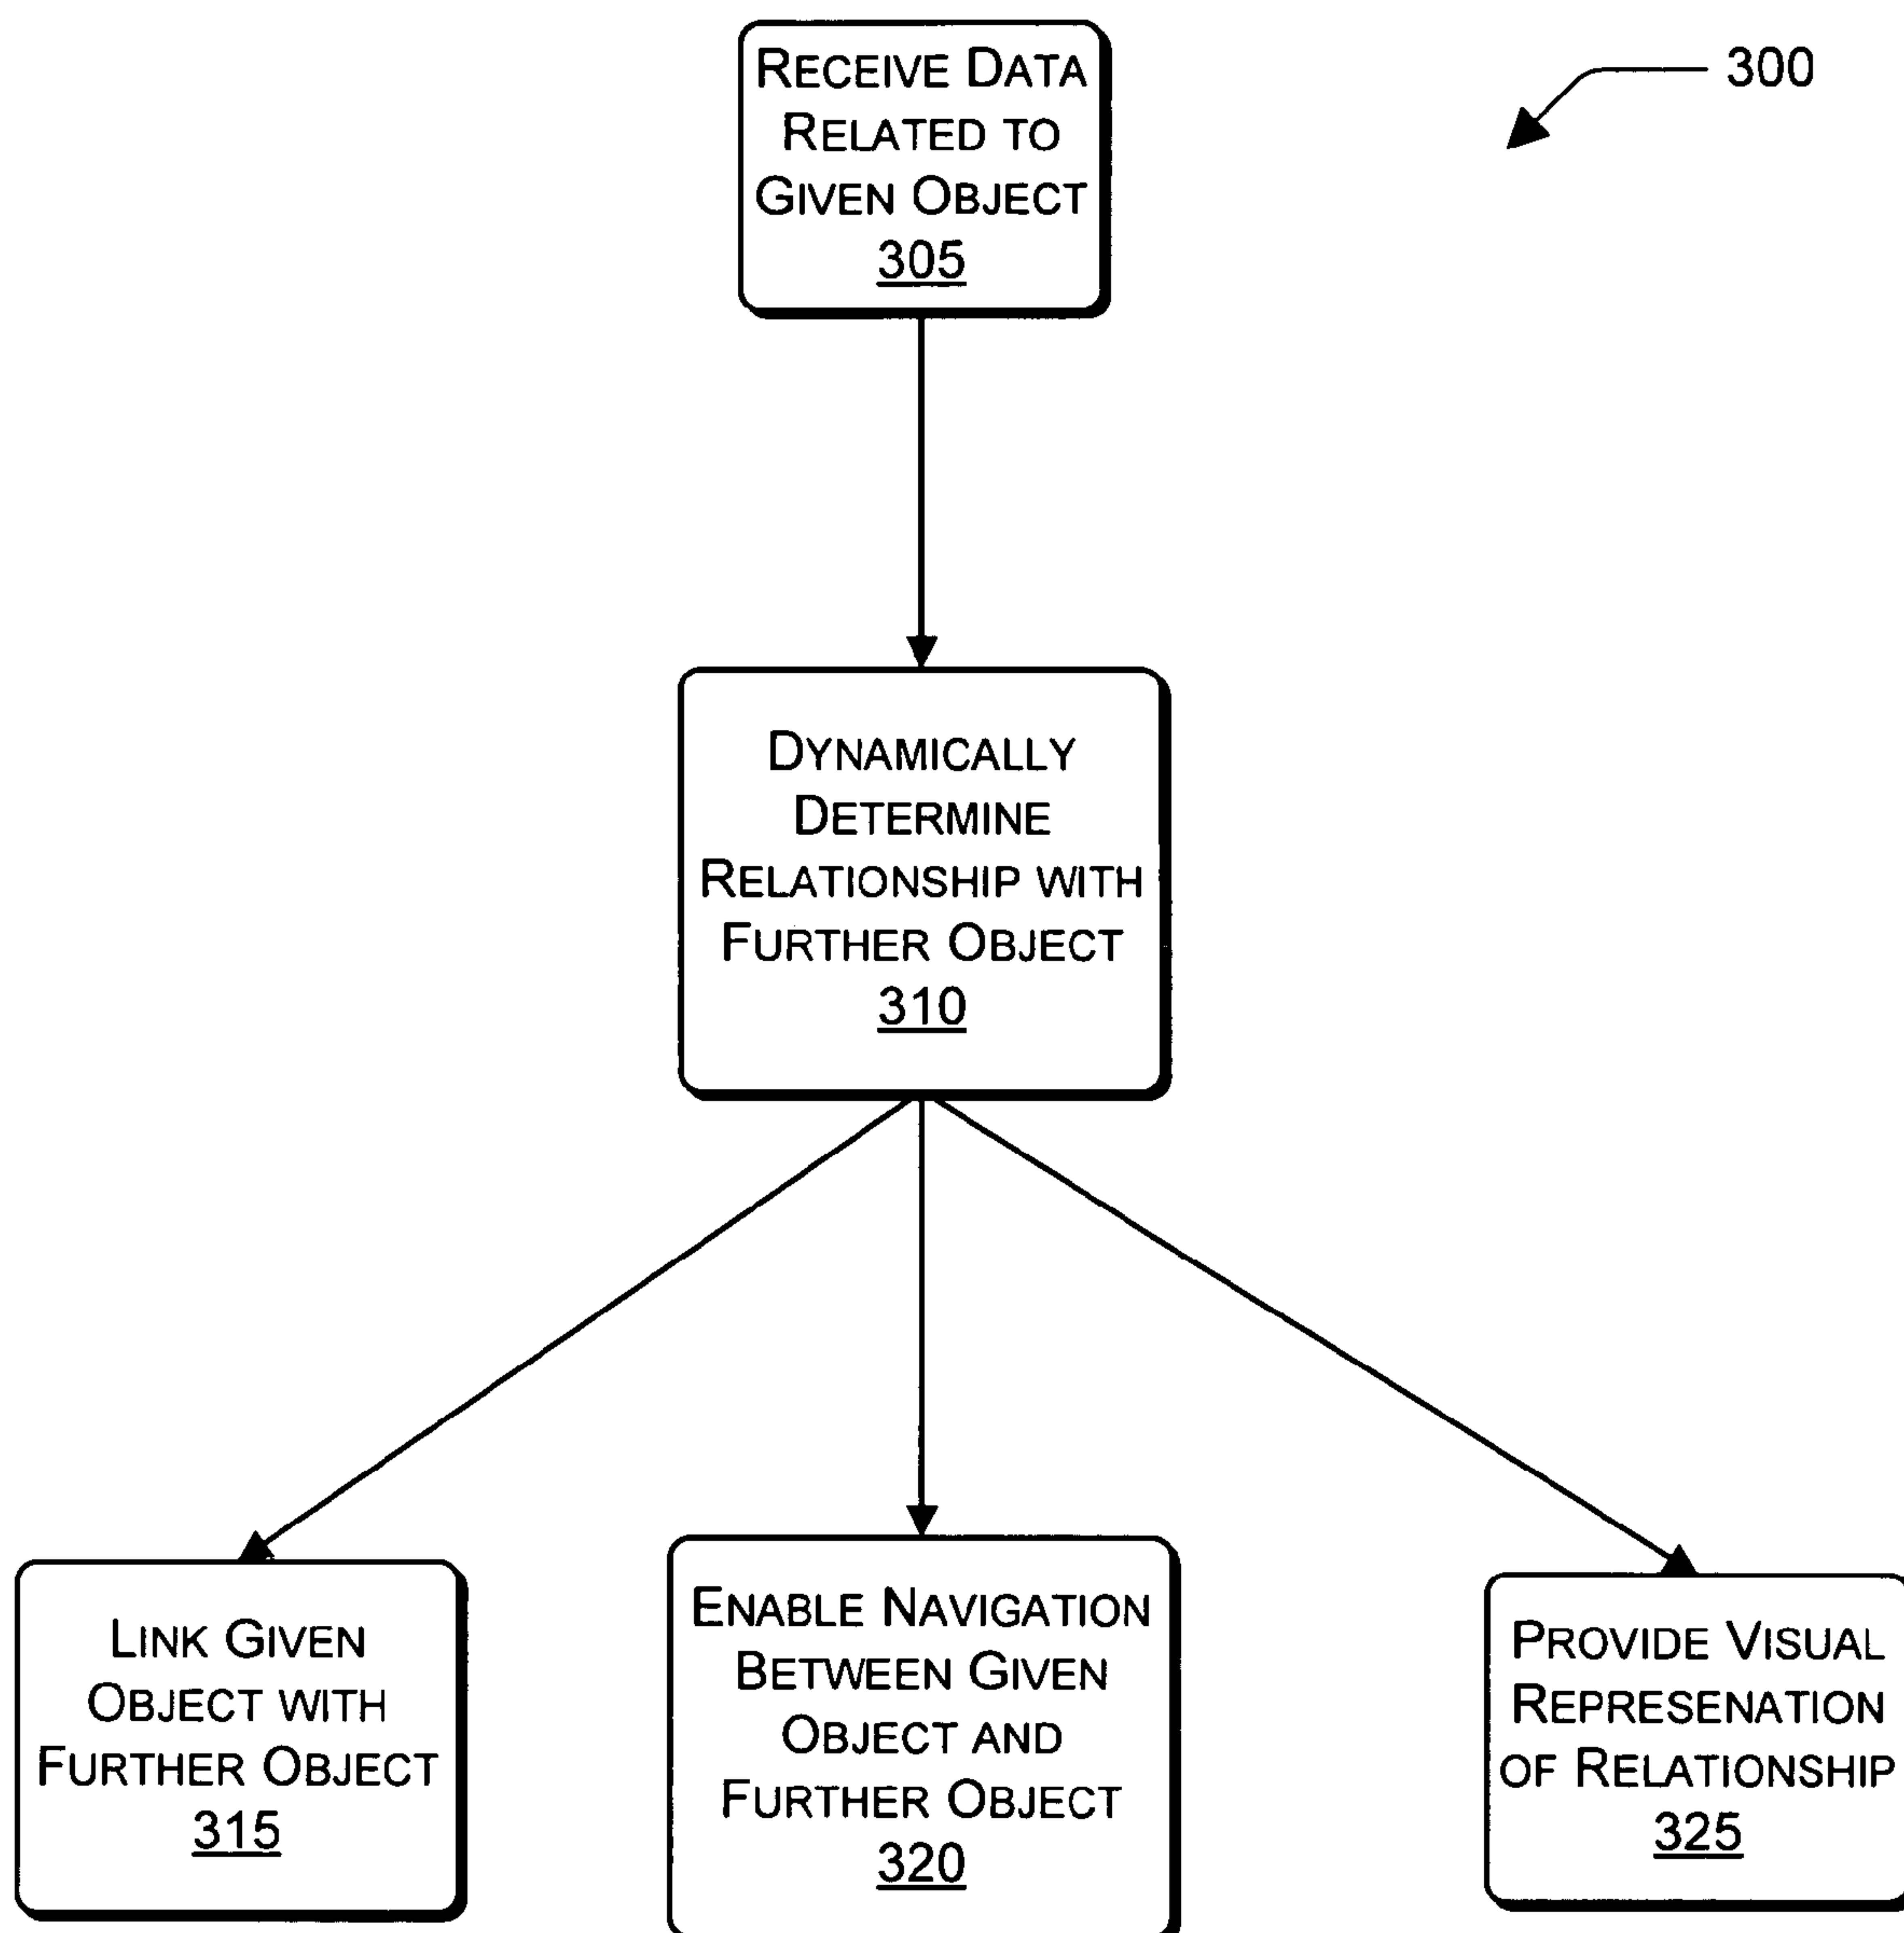 RECEIVE DATA
RELATED TO
GIVEN OBJECT
305
300
DYNAMICALLY
DETERMINE
RELATIONSHIP WITH
FURTHER OBJECT
310
LINK GIVEN
OBJECT WITH
FURTHER OBJECT
315
ENABLE NAVIGATION
BETWEEN GIVEN
OBJECT AND
FURTHER OBJECT
320
PROVIDE VISUAL
REPRESENATION
OF RELATIONSHIP
325